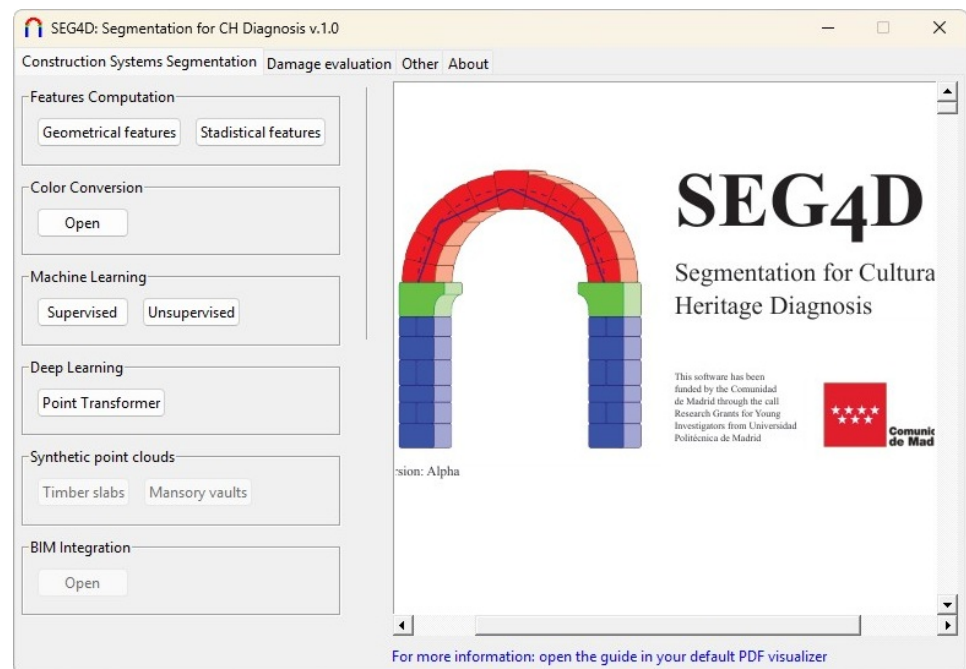 SEG4D: Segmentation for CH Diagnosis v.1.0
Construction Systems Segmentation Damage evaluation Other About
Features Computation
Geometrical features Stadistical features
Color Conversion
Open
Machine Learning
Supervised Unsupervised
Deep Learning
Point Transformer
Synthetic point clouds
Timber slabs Mansory vaults
BIM Integration
Open
SEG4D
Segmentation for Cultura
Heritage Diagnosis
This software has been
funded by the Comunidad
de Madrid through the call
Research Grants for Young
Investigators from Universidad
Politécnica de Madrid
Comunic
de Mad
rsion: Alpha
For more information: open the guide in your default PDF visualizer